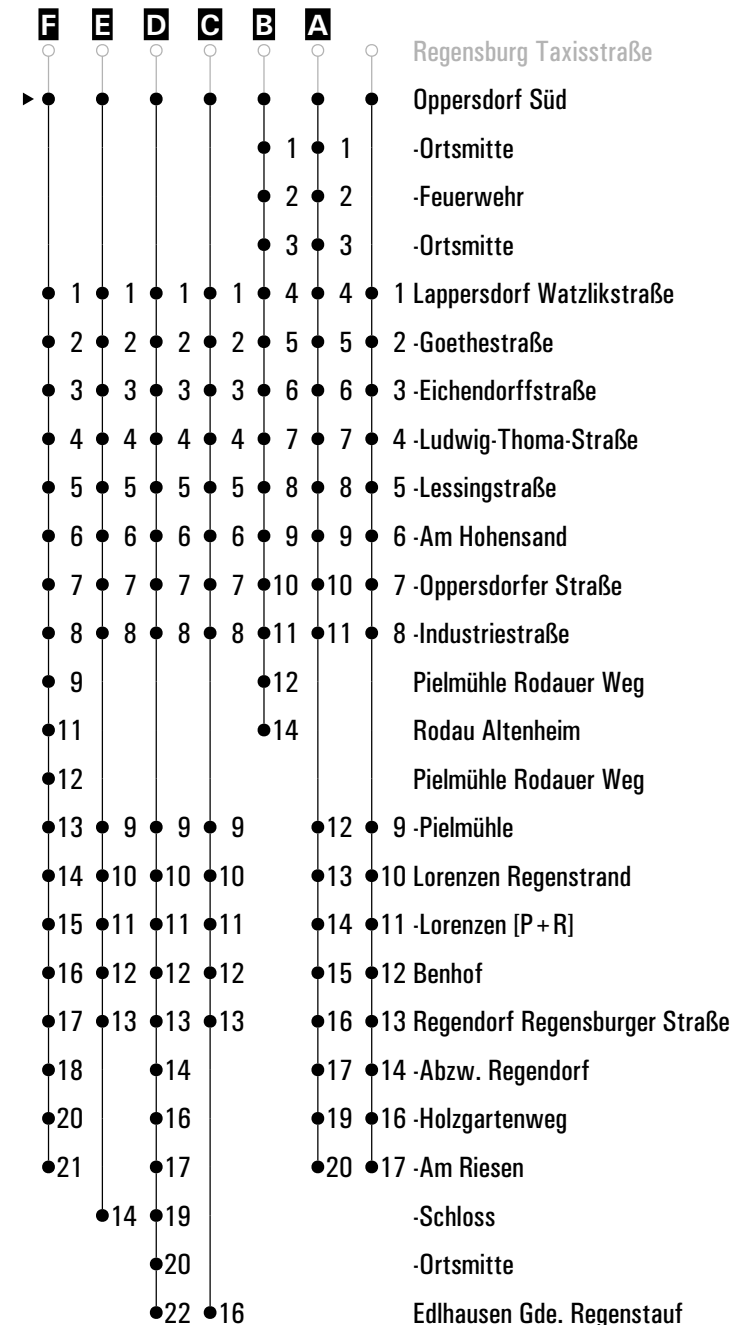 F E D C B A
Regensburg Taxisstraße
Oppersdorf Süd
1 1 -Ortsmitte
2 2 -Feuerwehr
3 3 -Ortsmitte
1 1 1 1 4 4 1 Lappersdorf Watzlikstraße
2 2 2 2 5 5 2 -Goethestraße
3 3 3 3 6 6 3 -Eichendorffstraße
4 4 4 4 7 7 4 -Ludwig-Thoma-Straße
5 5 5 5 8 8 5 -Lessingstraße
6 6 6 6 9 9 6 -Am Hohensand
7 7 7 7 10 10 7 -Oppersdorfer Straße
8 8 8 8 11 11 8 -Industriestraße
9 12 Pielmühle Rodauer Weg
11 14 Rodau Altenheim
12 Pielmühle Rodauer Weg
13 9 9 9 12 9 -Pielmühle
14 10 10 10 13 10 Lorenzen Regenstrand
15 11 11 11 14 11 -Lorenzen [P+R]
16 12 12 12 15 12 Benhof
17 13 13 13 16 13 Regendorf Regensburger Straße
18 14 17 14 -Abzw. Regendorf
20 16 19 16 -Holzgartenweg
21 17 20 17 -Am Riesen
14 19 -Schloss
20 -Ortsmitte
22 16 Edlhausen Gde. Regenstauf